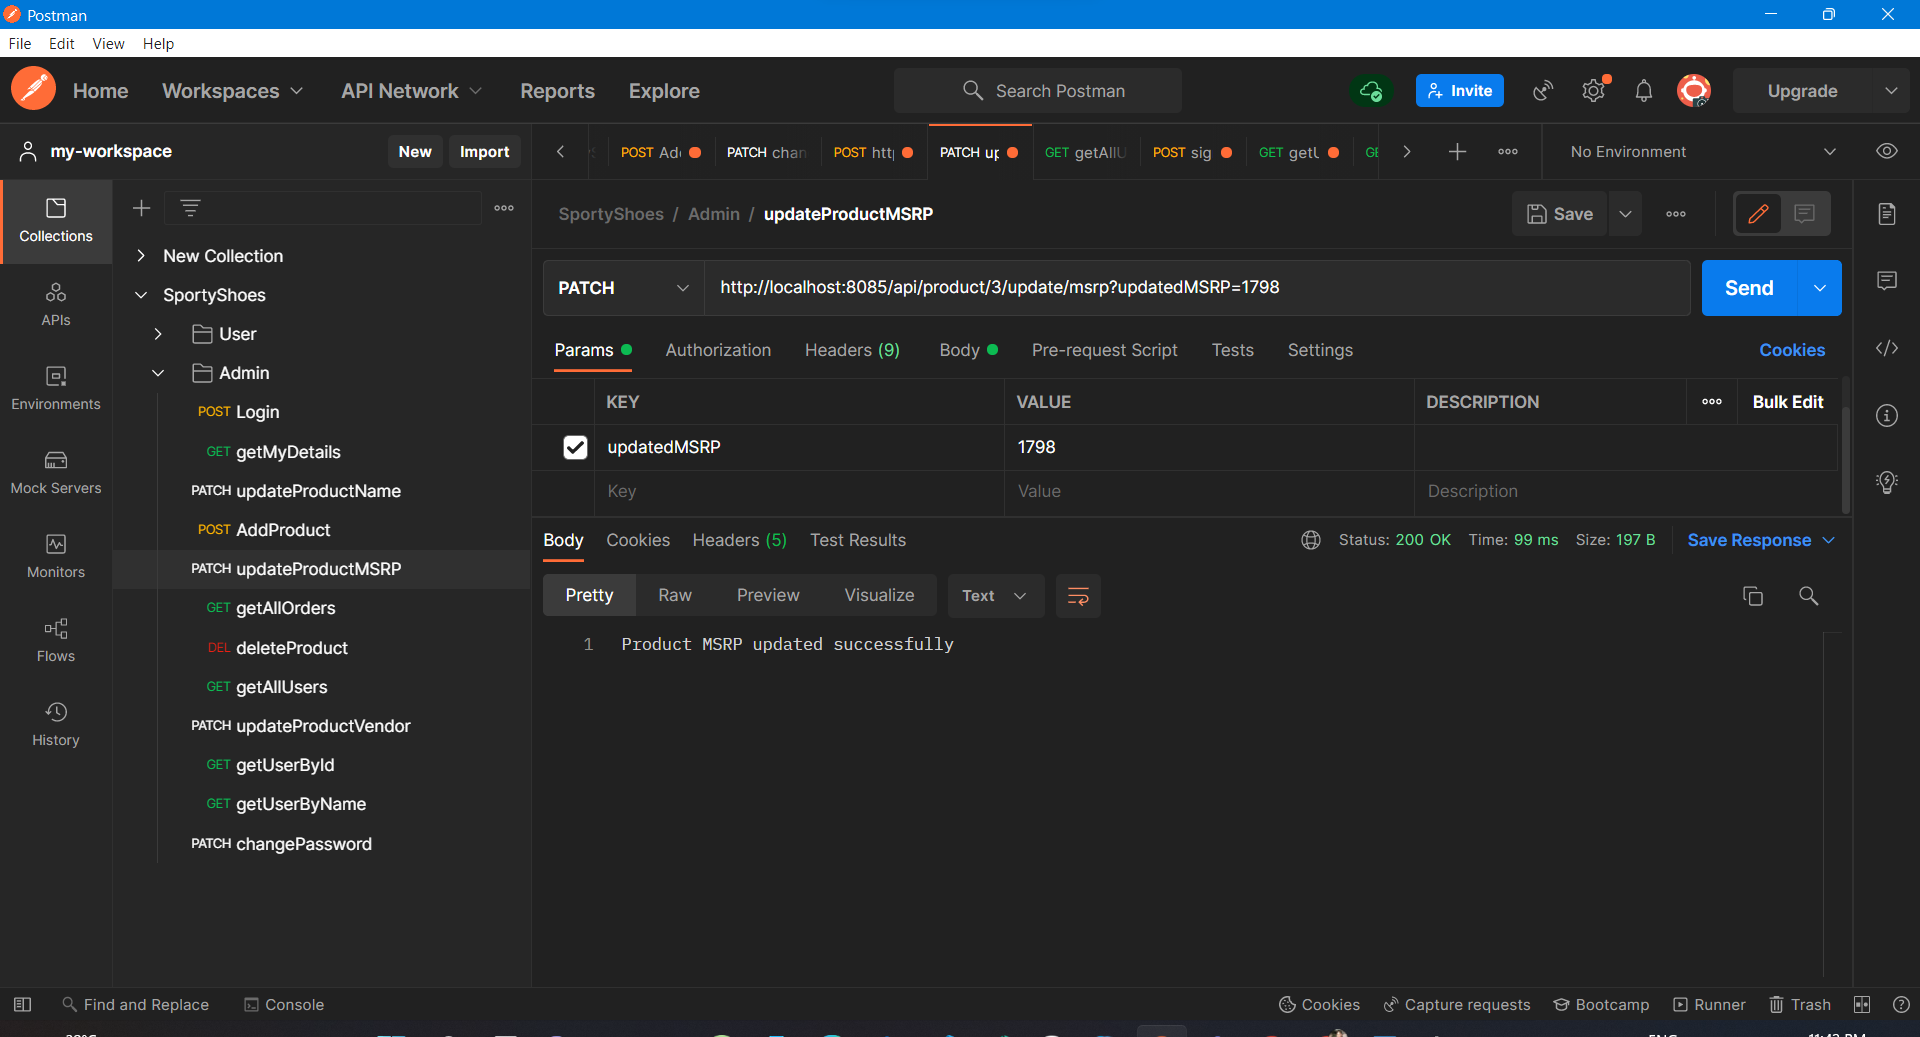 Postman
File Edit View Help
Home Workspaces API Network Reports Explore Search Postman Invite Upgrade
my-workspace New Import
POST Ad PATCH chan POST htt PATCH up GET getAllU POST sig GET getU GE No Environment
Collections
APIs
Environments
Mock Servers
Monitors
Flows
History
New Collection
SportyShoes
User
Admin
POST Login
GET getMyDetails
PATCH updateProductName
POST AddProduct
PATCH updateProductMSRP
GET getAllOrders
DEL deleteProduct
GET getAllUsers
PATCH updateProductVendor
GET getUserById
GET getUserByName
PATCH changePassword
SportyShoes / Admin / updateProductMSRP Save
PATCH http://localhost:8085/api/product/3/update/msrp?updatedMSRP=1798 Send
Params Authorization Headers (9) Body Pre-request Script Tests Settings Cookies
KEY VALUE DESCRIPTION Bulk Edit
updatedMSRP 1798
Key Value Description
Body Cookies Headers (5) Test Results Status: 200 OK Time: 99 ms Size: 197 B Save Response
Pretty Raw Preview Visualize Text
1 Product MSRP updated successfully
Find and Replace Console Cookies Capture requests Bootcamp Runner Trash